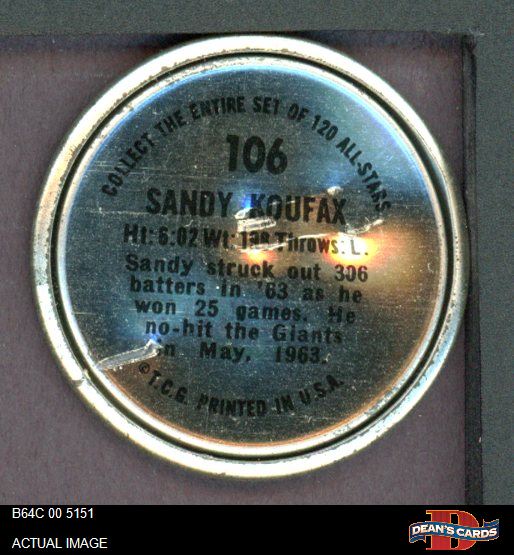 COLLECT THE ENTIRE SET OF 120 ALL-STARS
106
SANDY KOUFAX
Ht: 6:02 Wt: Throws: L.
Sandy struck out 306
batters in '63 as he
won 25 games. He
no-hit the Giants
in May, 1963.
© T.C.G. PRINTED IN U.S.A.
B64C 00 5151
ACTUAL IMAGE
DEAN'S CARDS